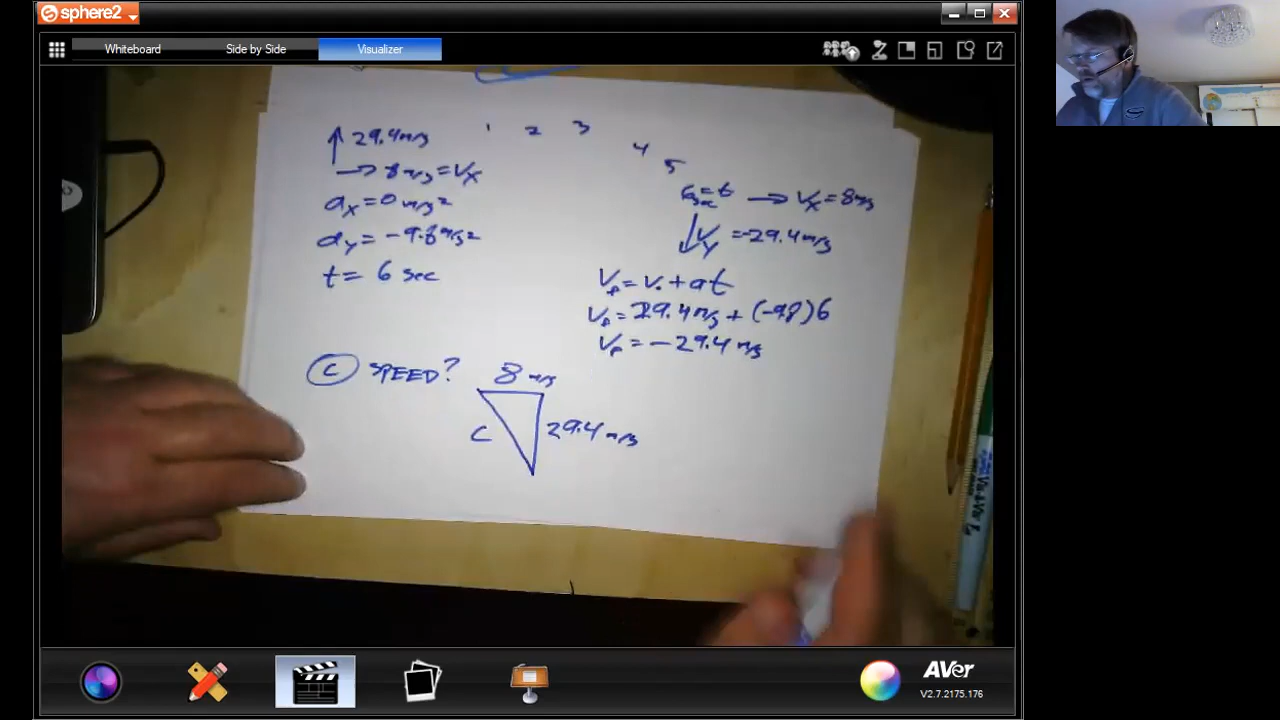 sphere2
Whiteboard
Side by Side
Visualizer
29.4 m/s
8 m/s = Vx
ax = 0 m/s²
ay = -9.8 m/s²
t = 6 sec
1 2 3
4
5
6 sec = t
Vx = 8 m/s
Vy = -29.4 m/s
Vf = V. + at
Vf = 29.4 m/s + (-9.8) 6
Vf = -29.4 m/s
C SPEED?
8 m/s
C
29.4 m/s
AVer
V2.7.2175.176